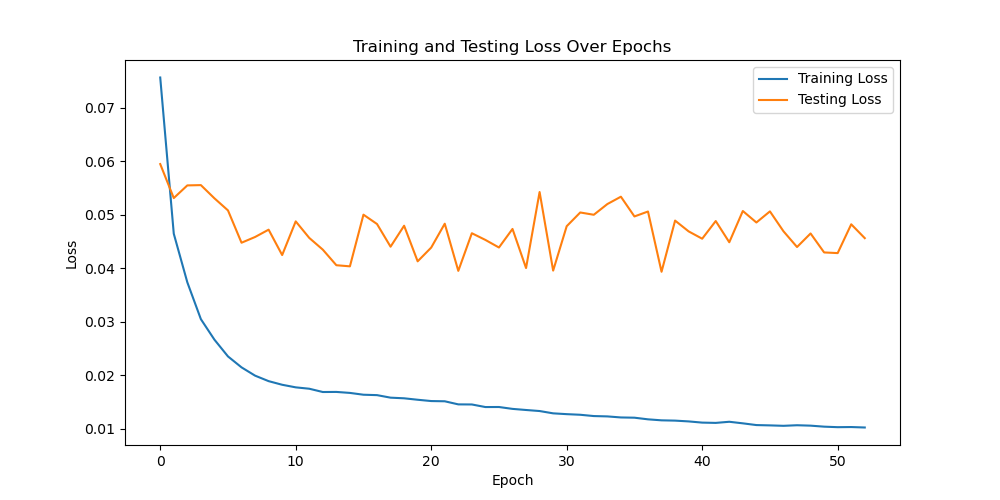 Training and Testing Loss Over Epochs
Training Loss
Testing Loss
0.07
0.06
0.05
0.04
0.03
0.02
0.01
Loss
0 10 20 30 40 50
Epoch